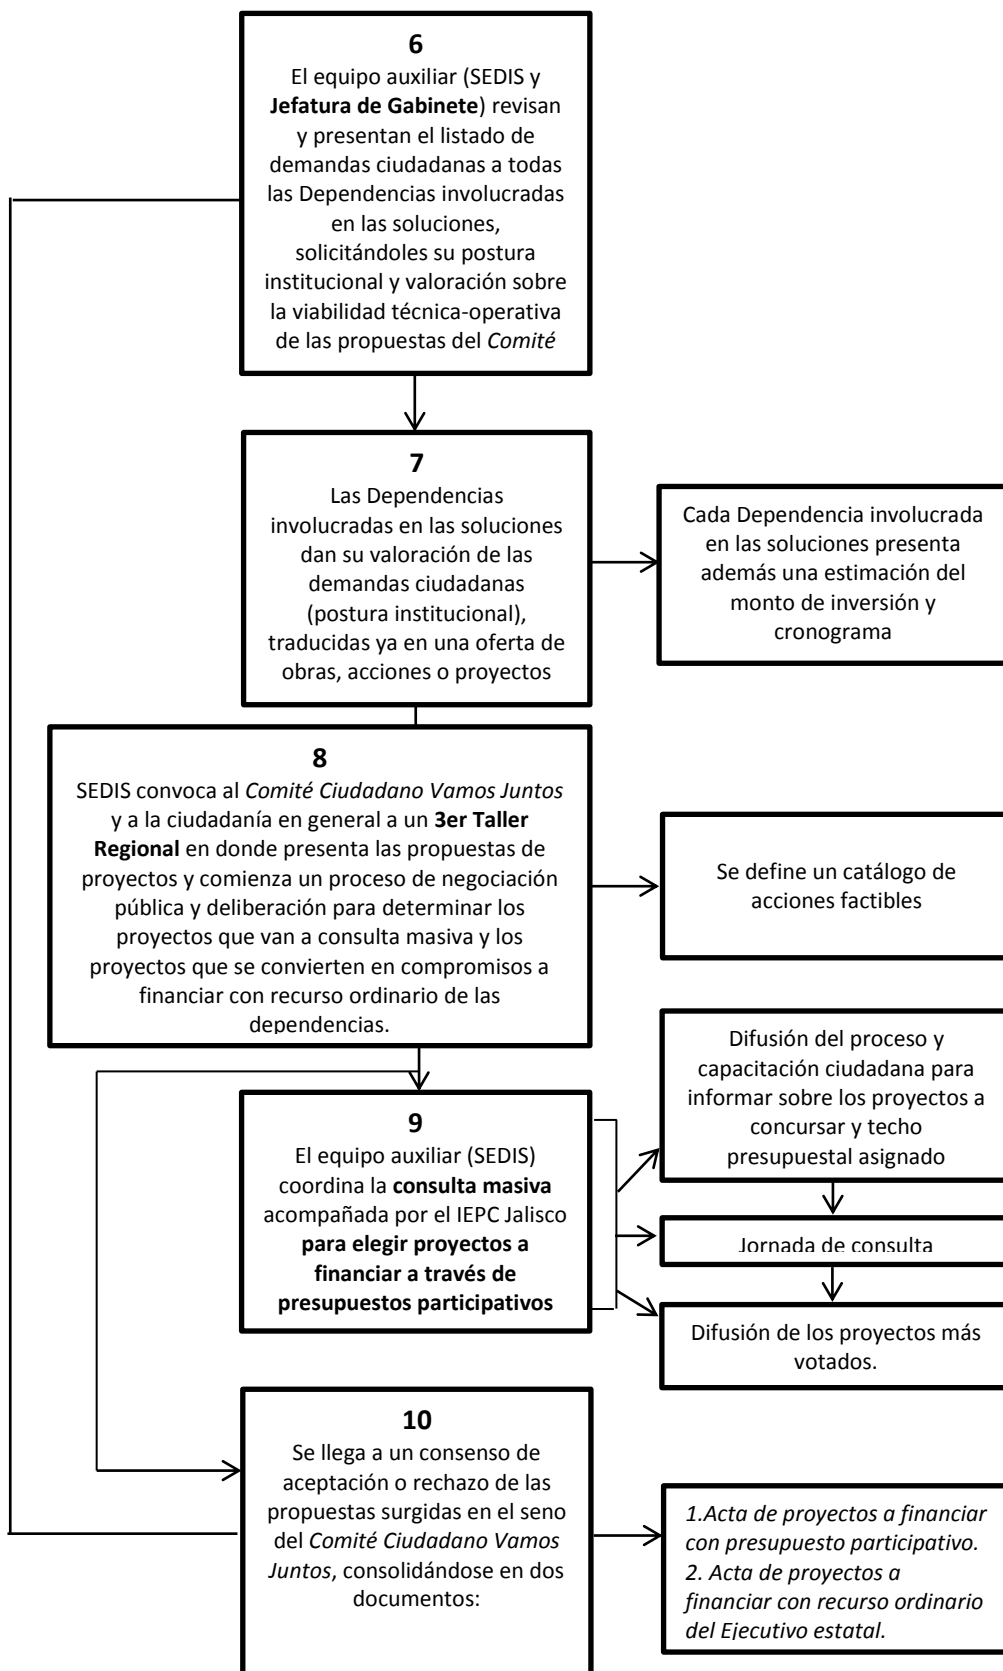 6
El equipo auxiliar (SEDIS y
Jefatura de Gabinete) revisan
y presentan el listado de
demandas ciudadanas a todas
las Dependencias involucradas
en las soluciones,
solicitándoles su postura
institucional y valoración sobre
la viabilidad técnica-operativa
de las propuestas del Comité
7
Las Dependencias
involucradas en las soluciones
dan su valoración de las
demandas ciudadanas
(postura institucional),
traducidas ya en una oferta de
obras, acciones o proyectos
Cada Dependencia involucrada
en las soluciones presenta
además una estimación del
monto de inversión y
cronograma
8
SEDIS convoca al Comité Ciudadano Vamos Juntos
y a la ciudadanía en general a un 3er Taller
Regional en donde presenta las propuestas de
proyectos y comienza un proceso de negociación
pública y deliberación para determinar los
proyectos que van a consulta masiva y los
proyectos que se convierten en compromisos a
financiar con recurso ordinario de las
dependencias.
Se define un catálogo de
acciones factibles
9
El equipo auxiliar (SEDIS)
coordina la consulta masiva
acompañada por el IEPC Jalisco
para elegir proyectos a
financiar a través de
presupuestos participativos
Difusión del proceso y
capacitación ciudadana para
informar sobre los proyectos a
concursar y techo
presupuestal asignado
Jornada de consulta
Difusión de los proyectos más
votados.
10
Se llega a un consenso de
aceptación o rechazo de las
propuestas surgidas en el seno
del Comité Ciudadano Vamos
Juntos, consolidándose en dos
documentos:
1.Acta de proyectos a financiar
con presupuesto participativo.
2. Acta de proyectos a
financiar con recurso ordinario
del Ejecutivo estatal.